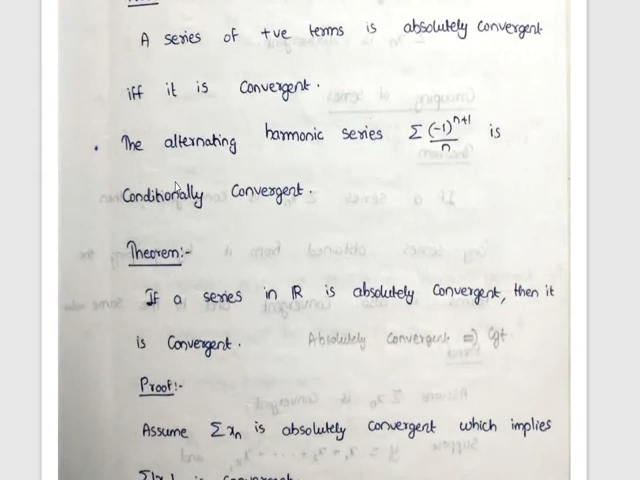 A series of +ve terms is absolutely convergent
iff it is Convergent.
• The alternating harmonic series Σ (-1)^{n+1}/n is
Conditionally Convergent.
Theorem:-
If a series in ℝ is absolutely Convergent, then it
is Convergent. Absolutely Convergent ⇒ Cgt
Proof:-
Assume Σxₙ is absolutely convergent which implies